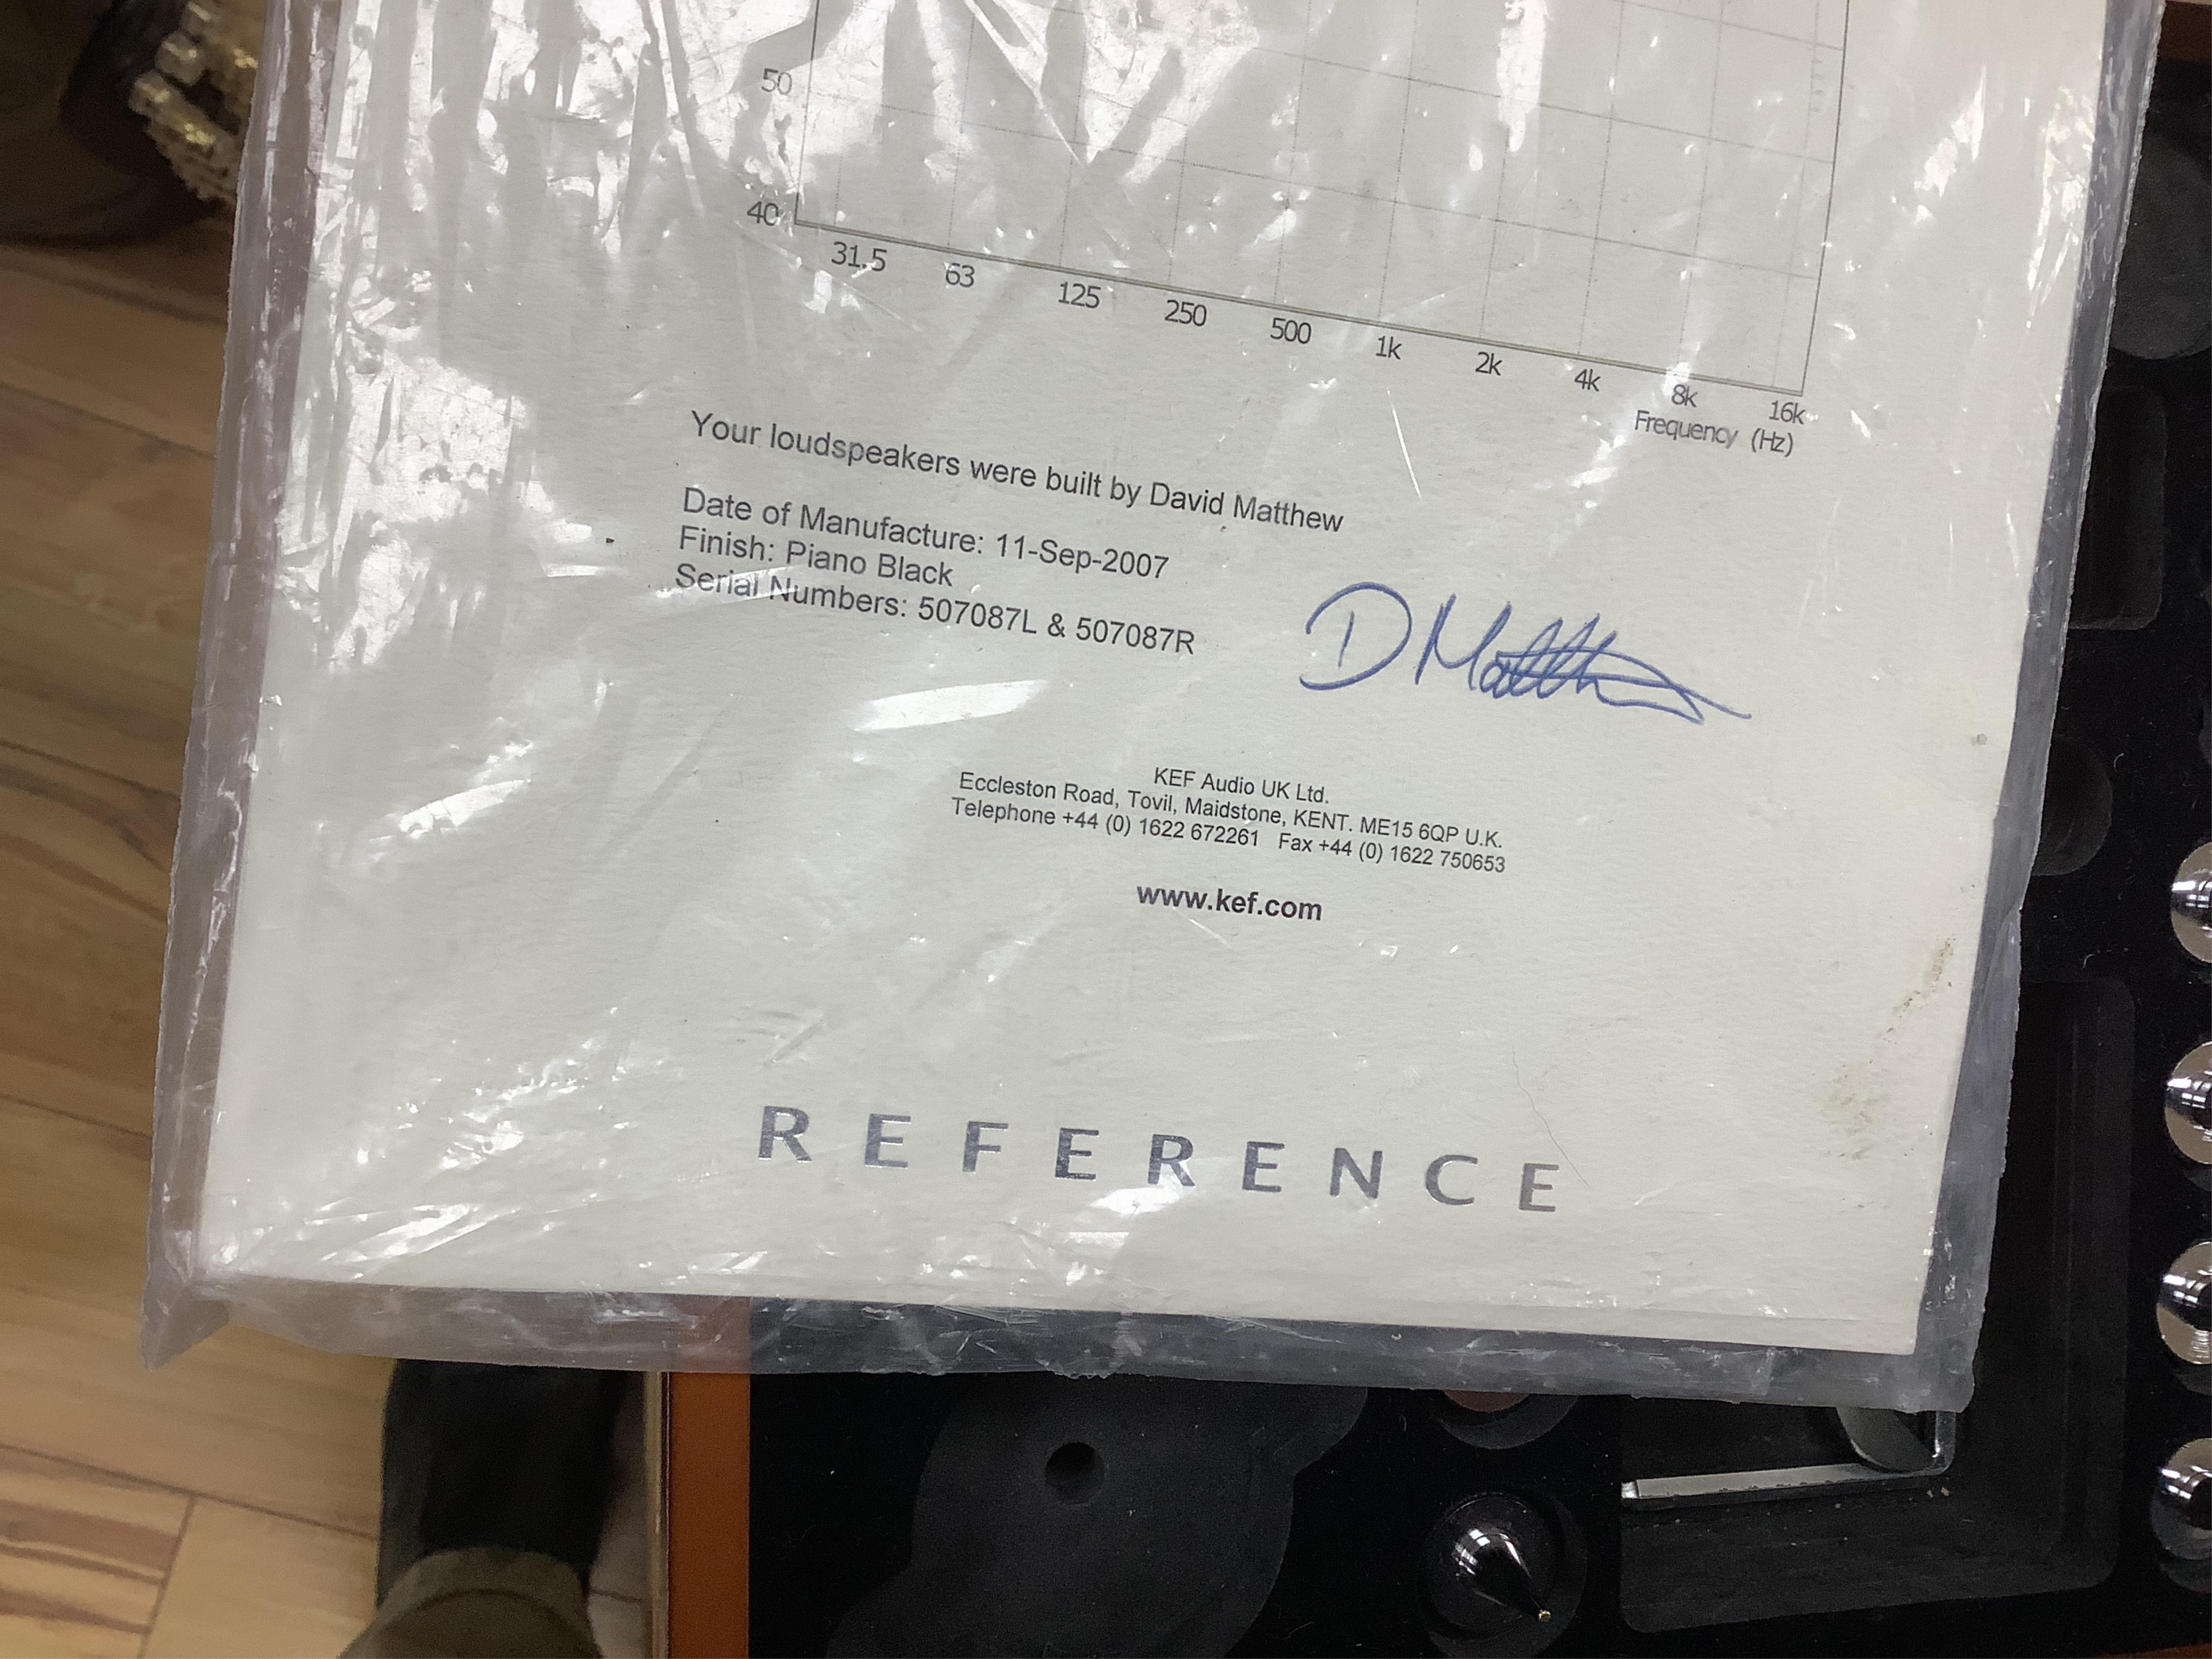 50
40
31.5 63 125 250 500 1k 2k 4k 8k 16k
Frequency (Hz)
Your loudspeakers were built by David Matthew
Date of Manufacture: 11-Sep-2007
Finish: Piano Black
Serial Numbers: 507087L & 507087R
D Matthew
KEF Audio UK Ltd.
Eccleston Road, Tovil, Maidstone, KENT. ME15 6QP U.K.
Telephone +44 (0) 1622 672261 Fax +44 (0) 1622 750653
www.kef.com
REFERENCE